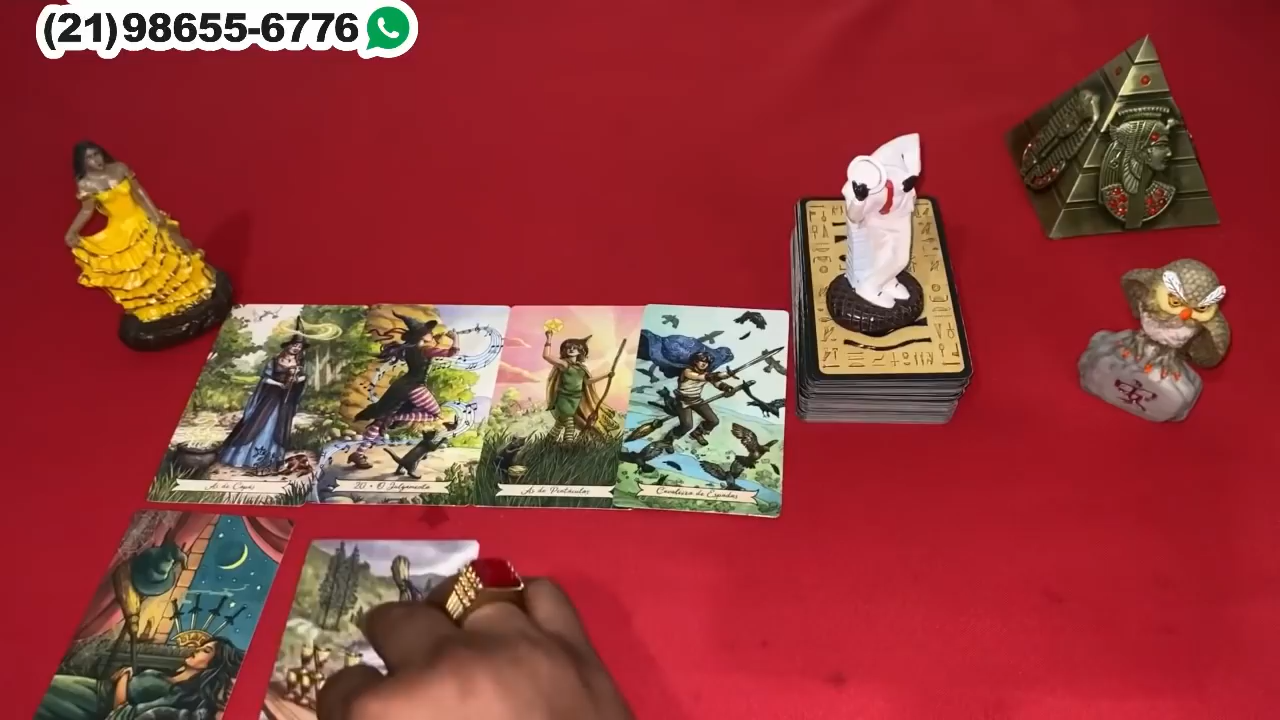 (21)98655-6776
Ás de Copas
20 • O Julgamento
Ás de Pentáculos
Cavaleiro de Espadas